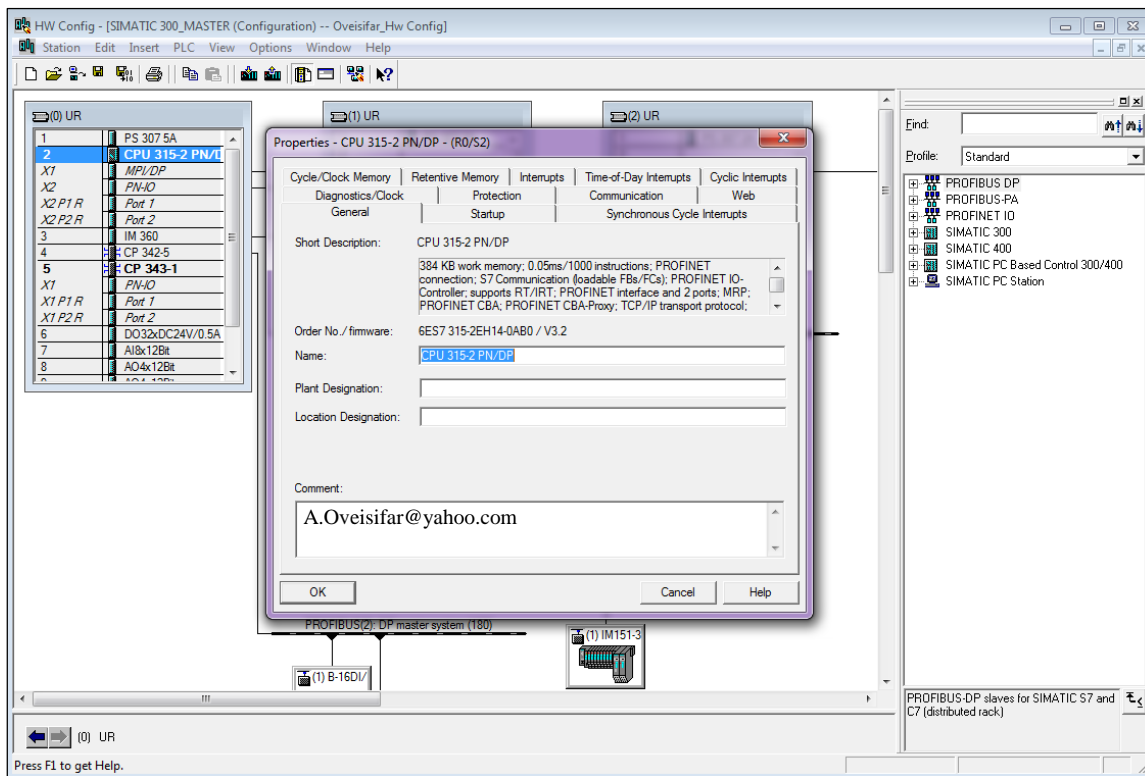 HW Config - [SIMATIC 300_MASTER (Configuration) -- Oveisifar_Hw Config]
Station Edit Insert PLC View Options Window Help
(0) UR
1 PS 307 5A
2 CPU 315-2 PN/D
X1 MPI/DP
X2 PN-IO
X2 P1 R Port 1
X2 P2 R Port 2
3 IM 360
4 CP 342-5
5 CP 343-1
X1 PN-IO
X1 P1 R Port 1
X1 P2 R Port 2
6 DO32xDC24V/0.5A
7 AI8x12Bit
8 AO4x12Bit
(1) UR
(2) UR
Properties - CPU 315-2 PN/DP - (R0/S2)
Cycle/Clock Memory Retentive Memory Interrupts Time-of-Day Interrupts Cyclic Interrupts
Diagnostics/Clock Protection Communication Web
General Startup Synchronous Cycle Interrupts
Short Description: CPU 315-2 PN/DP
384 KB work memory; 0.05ms/1000 instructions; PROFINET
connection; S7 Communication (loadable FBs/FCs); PROFINET IO-
Controller; supports RT/IRT; PROFINET interface and 2 ports; MRP;
PROFINET CBA; PROFINET CBA-Proxy; TCP/IP transport protocol;
Order No./ firmware: 6ES7 315-2EH14-0AB0 / V3.2
Name: CPU 315-2 PN/DP
Plant Designation:
Location Designation:
Comment:
A.Oveisifar@yahoo.com
OK Cancel Help
PROFIBUS(2): DP master system (180)
(1) B-16DI/
(1) IM151-3
Find:
Profile: Standard
PROFIBUS DP
PROFIBUS-PA
PROFINET IO
SIMATIC 300
SIMATIC 400
SIMATIC PC Based Control 300/400
SIMATIC PC Station
PROFIBUS-DP slaves for SIMATIC S7 and
C7 (distributed rack)
(0) UR
Press F1 to get Help.